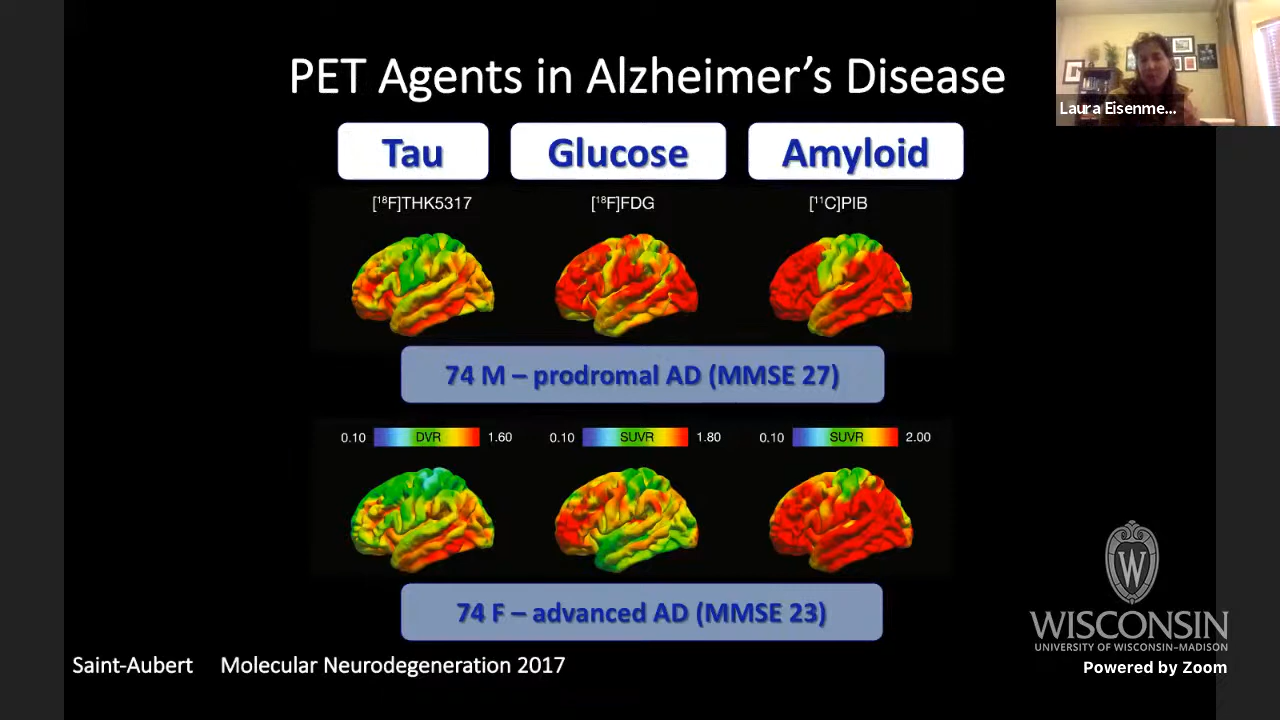 PET Agents in Alzheimer's Disease
Laura Eisenme...
Tau Glucose Amyloid
[¹⁸F]THK5317 [¹⁸F]FDG [¹¹C]PIB
74 M – prodromal AD (MMSE 27)
0.10 DVR 1.60 0.10 SUVR 1.80 0.10 SUVR 2.00
74 F – advanced AD (MMSE 23)
W
WISCONSIN
UNIVERSITY OF WISCONSIN–MADISON
Saint-Aubert Molecular Neurodegeneration 2017
Powered by Zoom